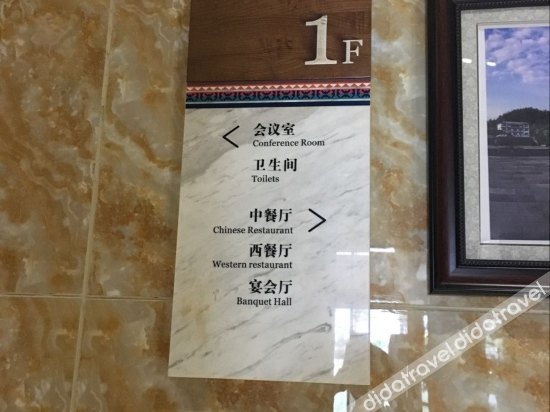 1F
会议室
Conference Room
卫生间
Toilets
中餐厅
Chinese Restaurant
西餐厅
Western restaurant
宴会厅
Banquet Hall
didatravel didatravel